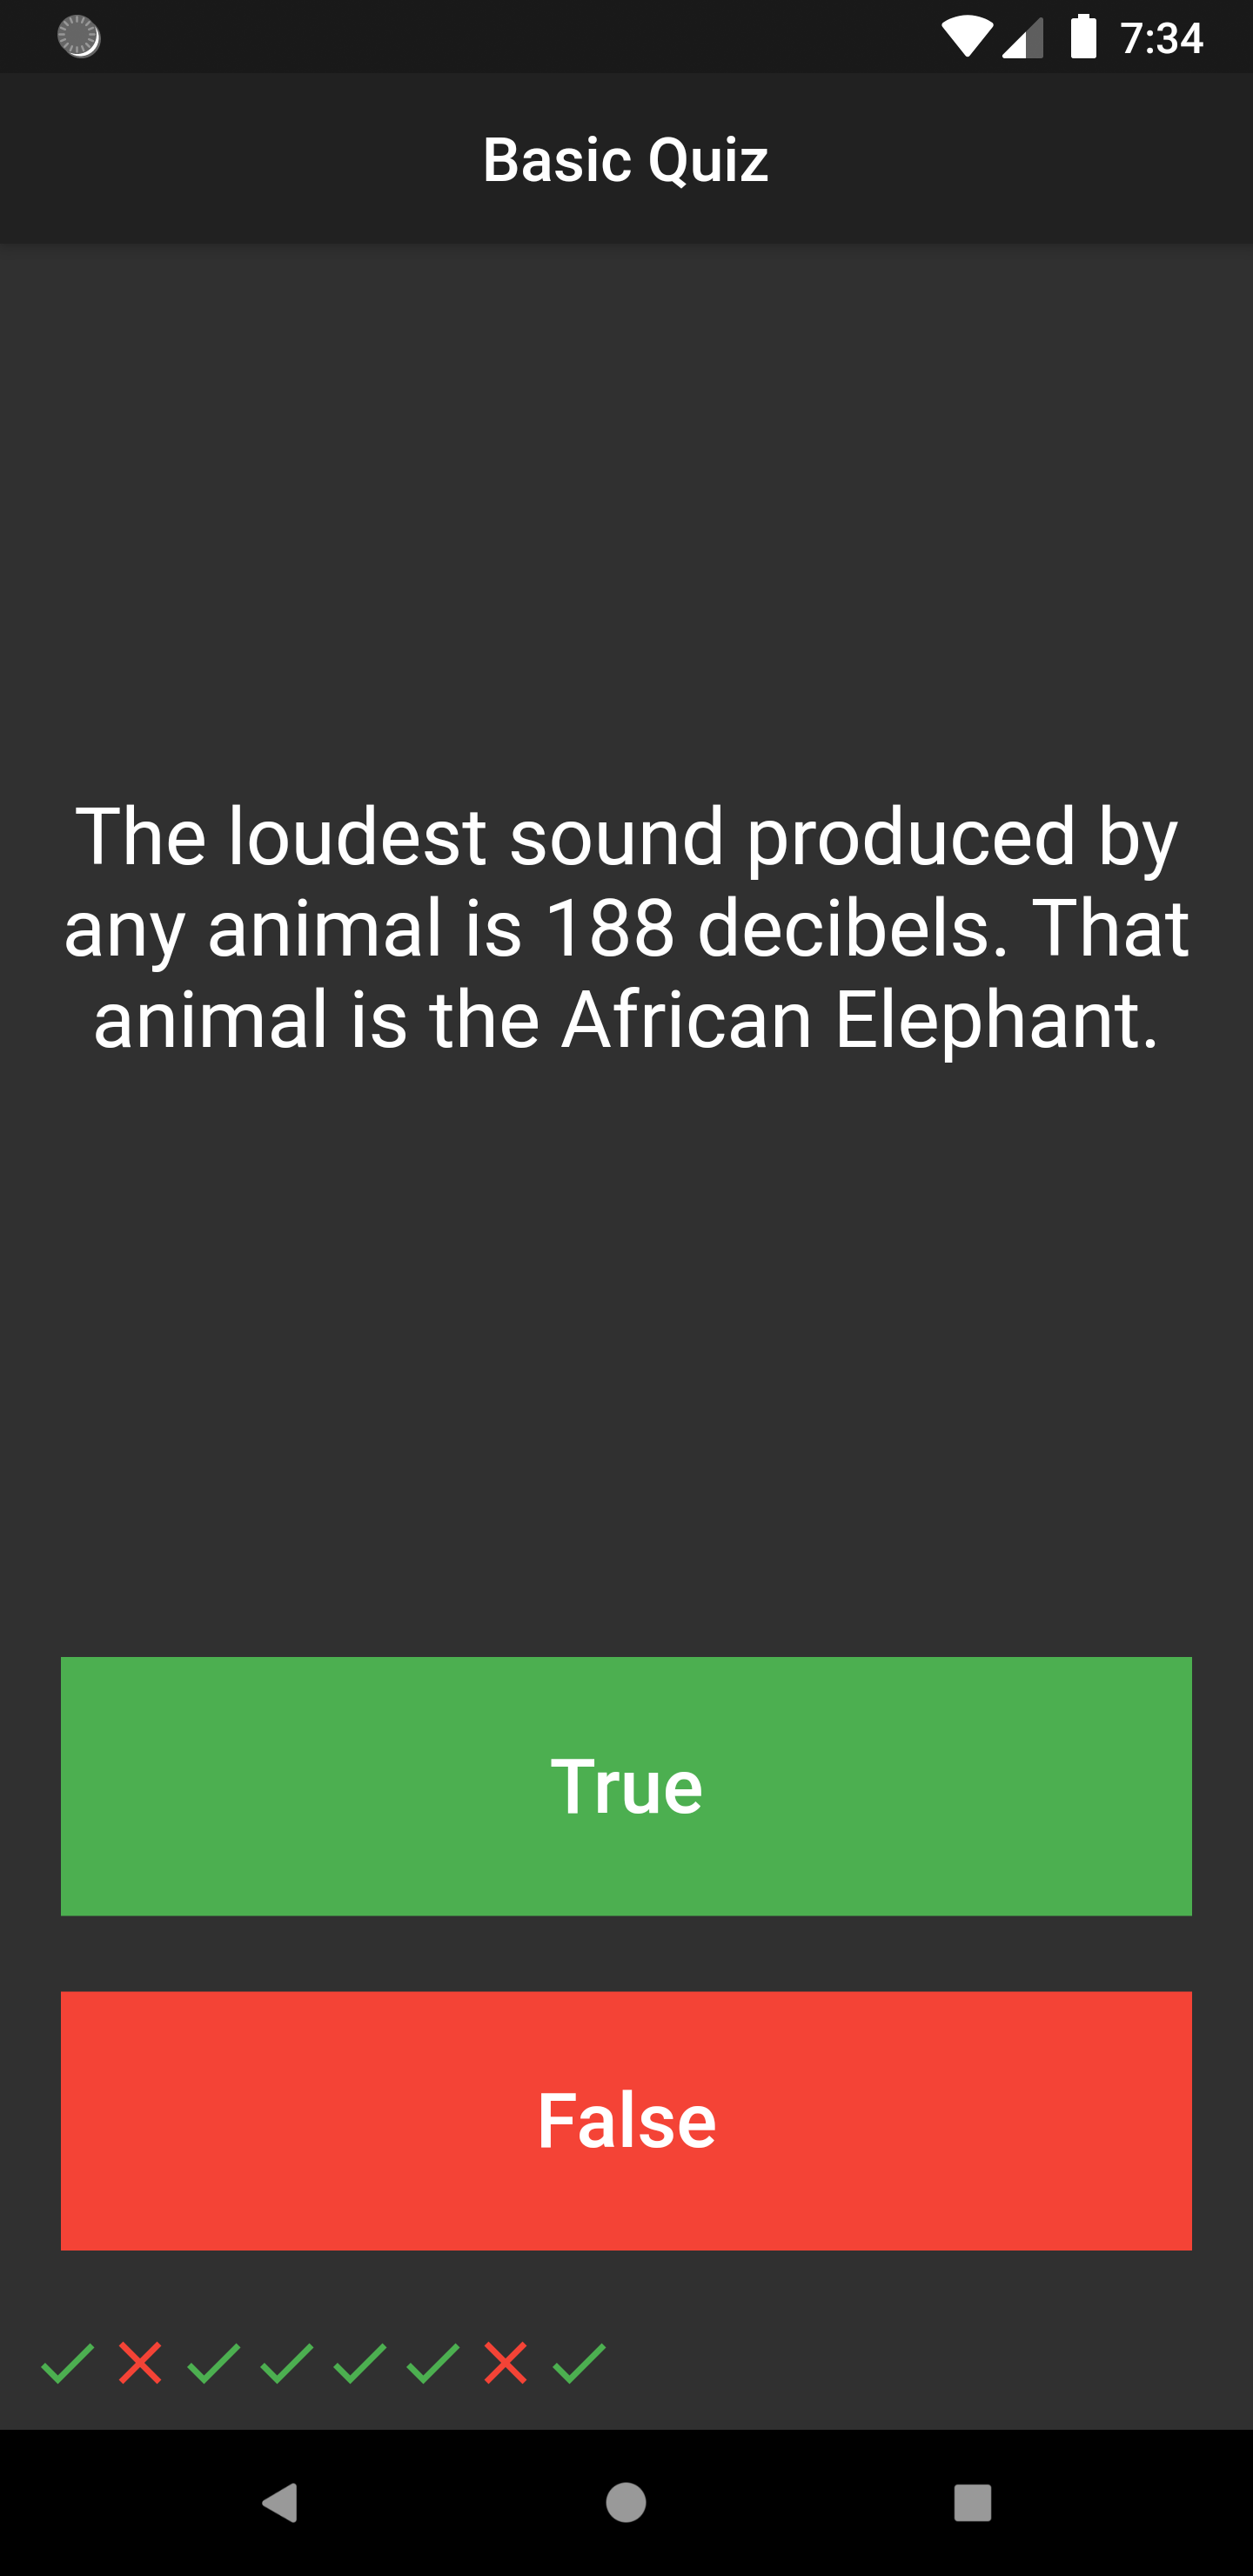 7:34
Basic Quiz
The loudest sound produced by
any animal is 188 decibels. That
animal is the African Elephant.
True
False